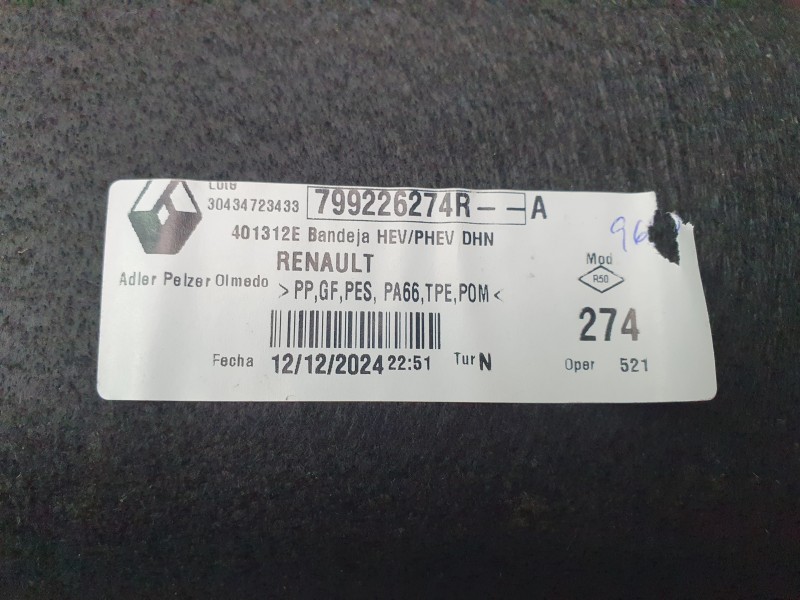 30434723433 799226274R--A
401312E Bandeja HEV/PHEV DHN
RENAULT
Mod
Adler Pelzer Olmedo
>PP,GF,PES, PA66,TPE,POM<
R50
274
Fecha 12/12/2024 22:51 Tur N
Oper 521